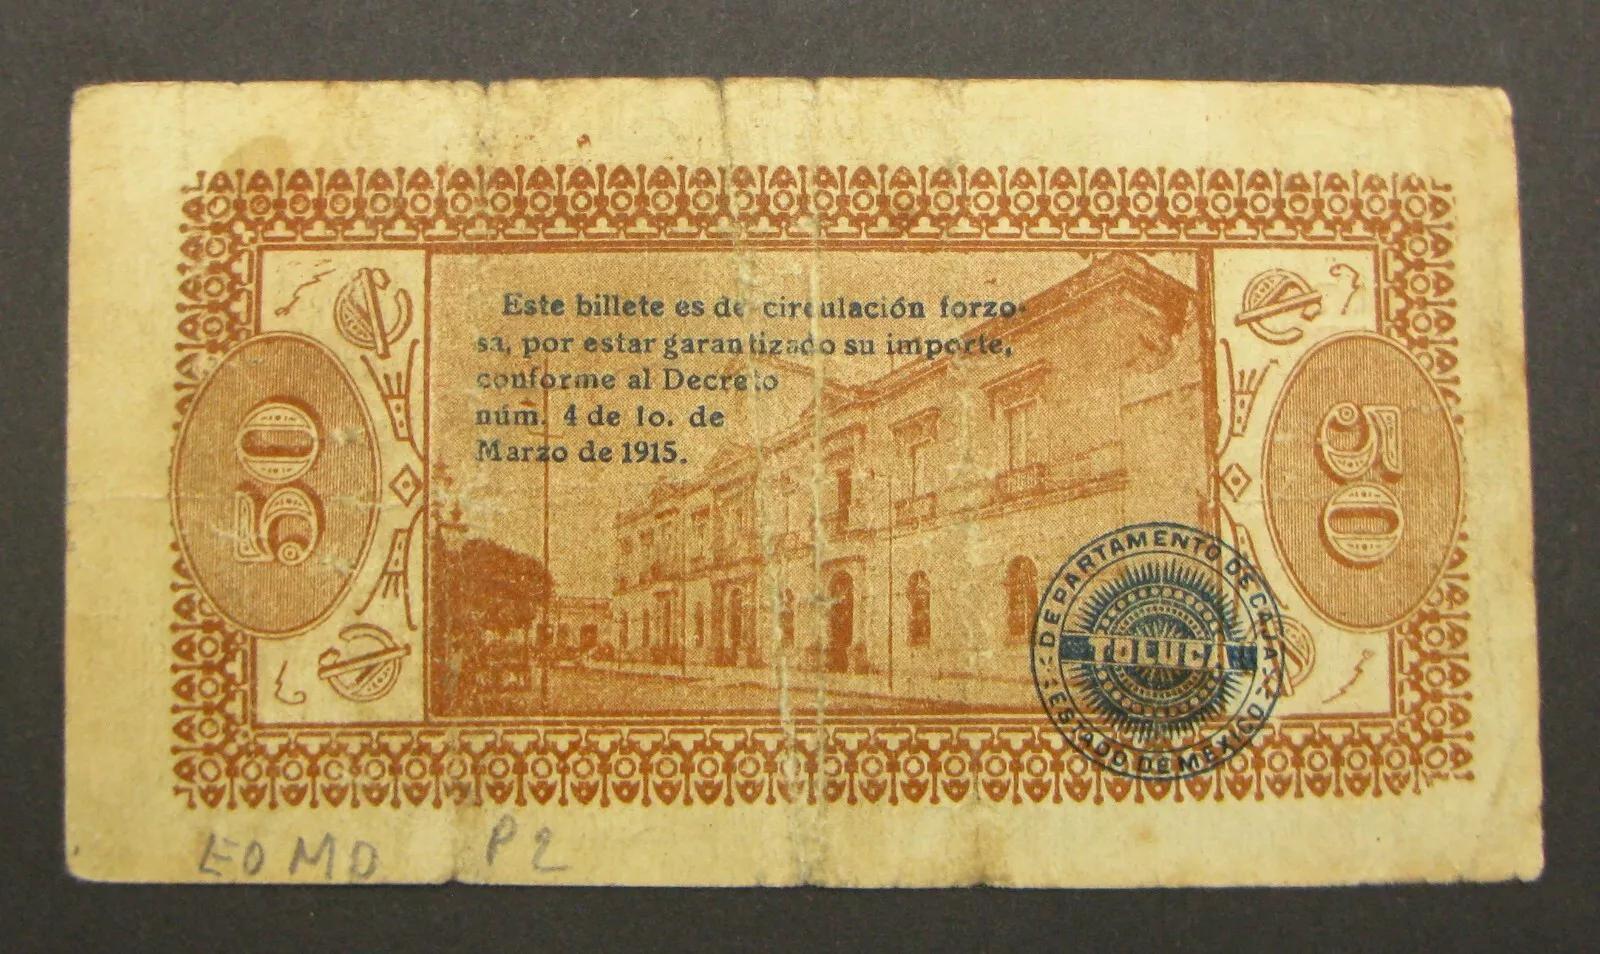 Este billete es de circulación forzo-
sa, por estar garantizado su importe,
conforme al Decreto
núm. 4 de 1o. de
Marzo de 1915.
50
50
DEPARTAMENTO DE CAJA
TOLUCA
ESTADO DE MEXICO
EDMD P2